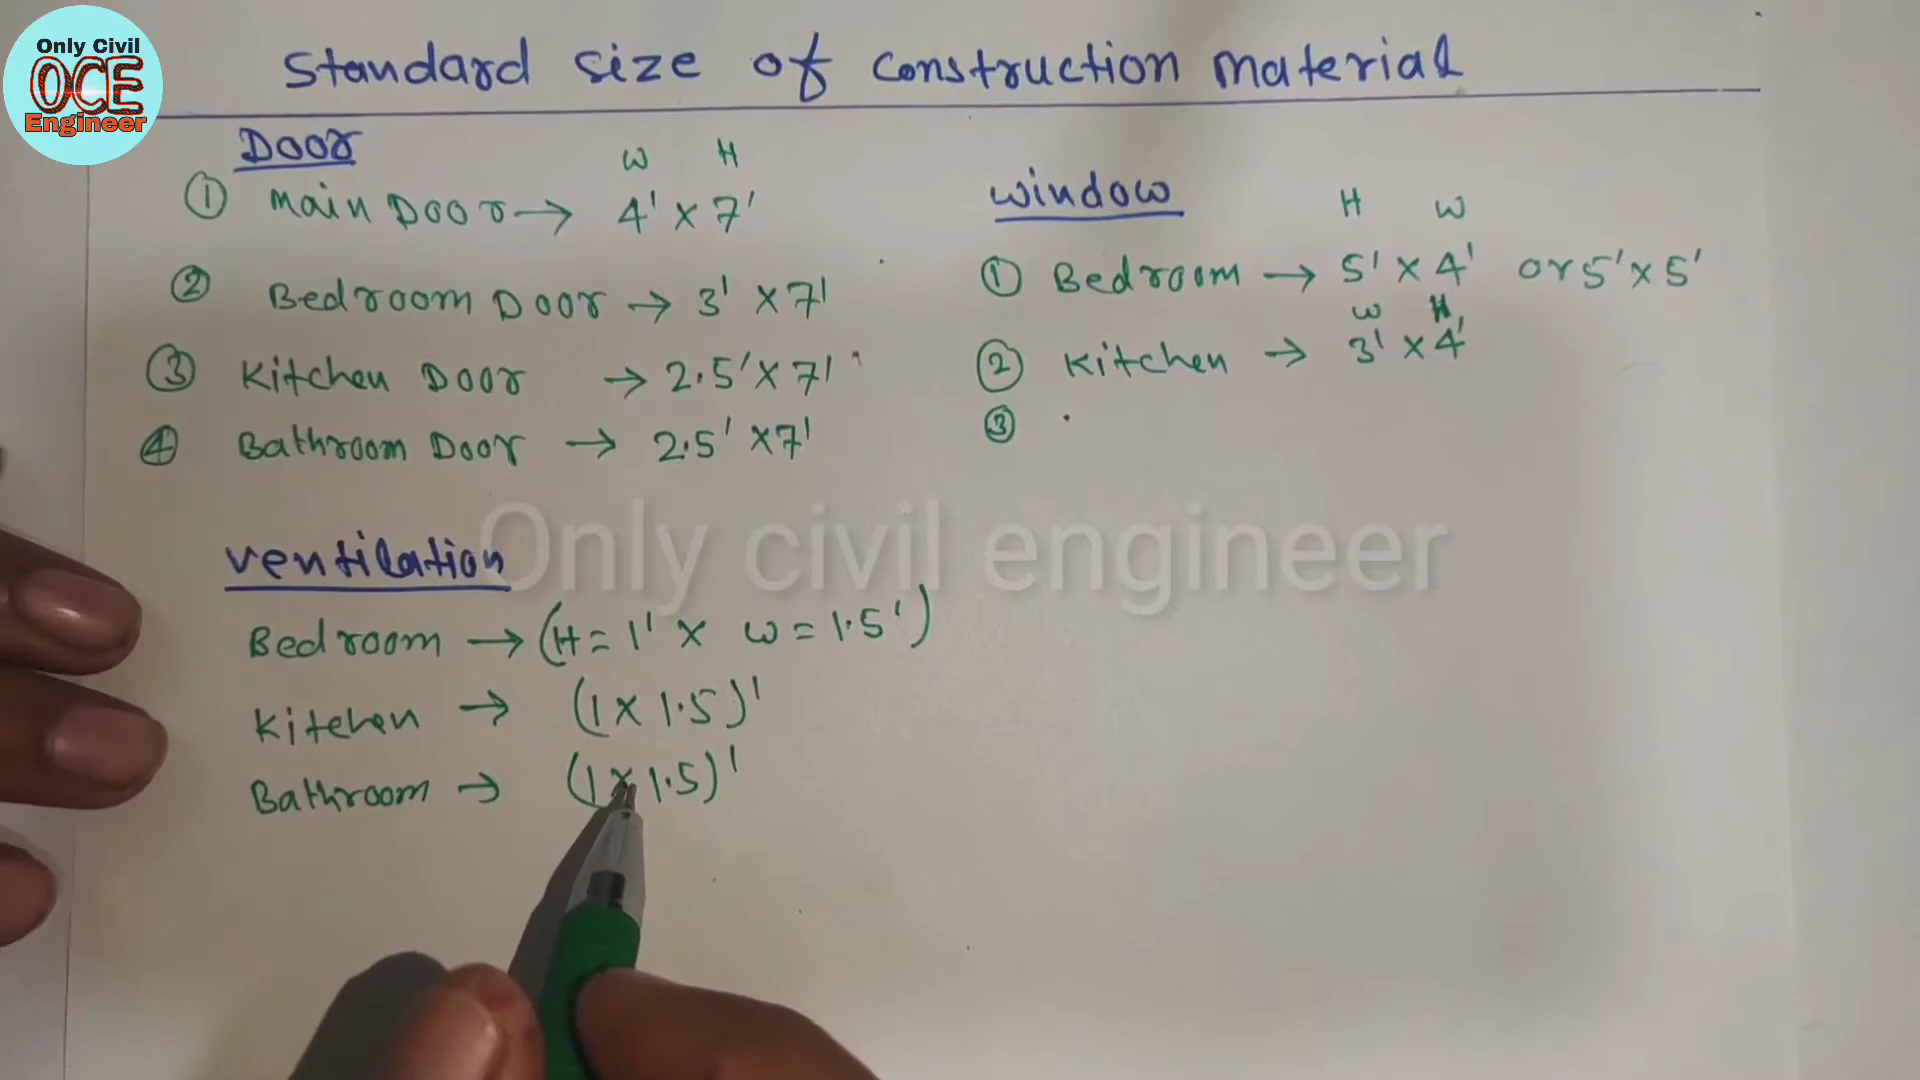 Only Civil
OCE
Engineer
Standard size of construction material
Door
W H
① Main Door → 4' × 7'
② Bedroom Door → 3' × 7'
③ Kitchen Door → 2.5' × 7'
④ Bathroom Door → 2.5' × 7'
window
H W
① Bedroom → 5' × 4' or 5' × 5'
W H
② Kitchen → 3' × 4'
③
Only civil engineer
ventilation
Bedroom → (H = 1' × W = 1.5')
Kitchen → (1 × 1.5)'
Bathroom → (1 × 1.5)'